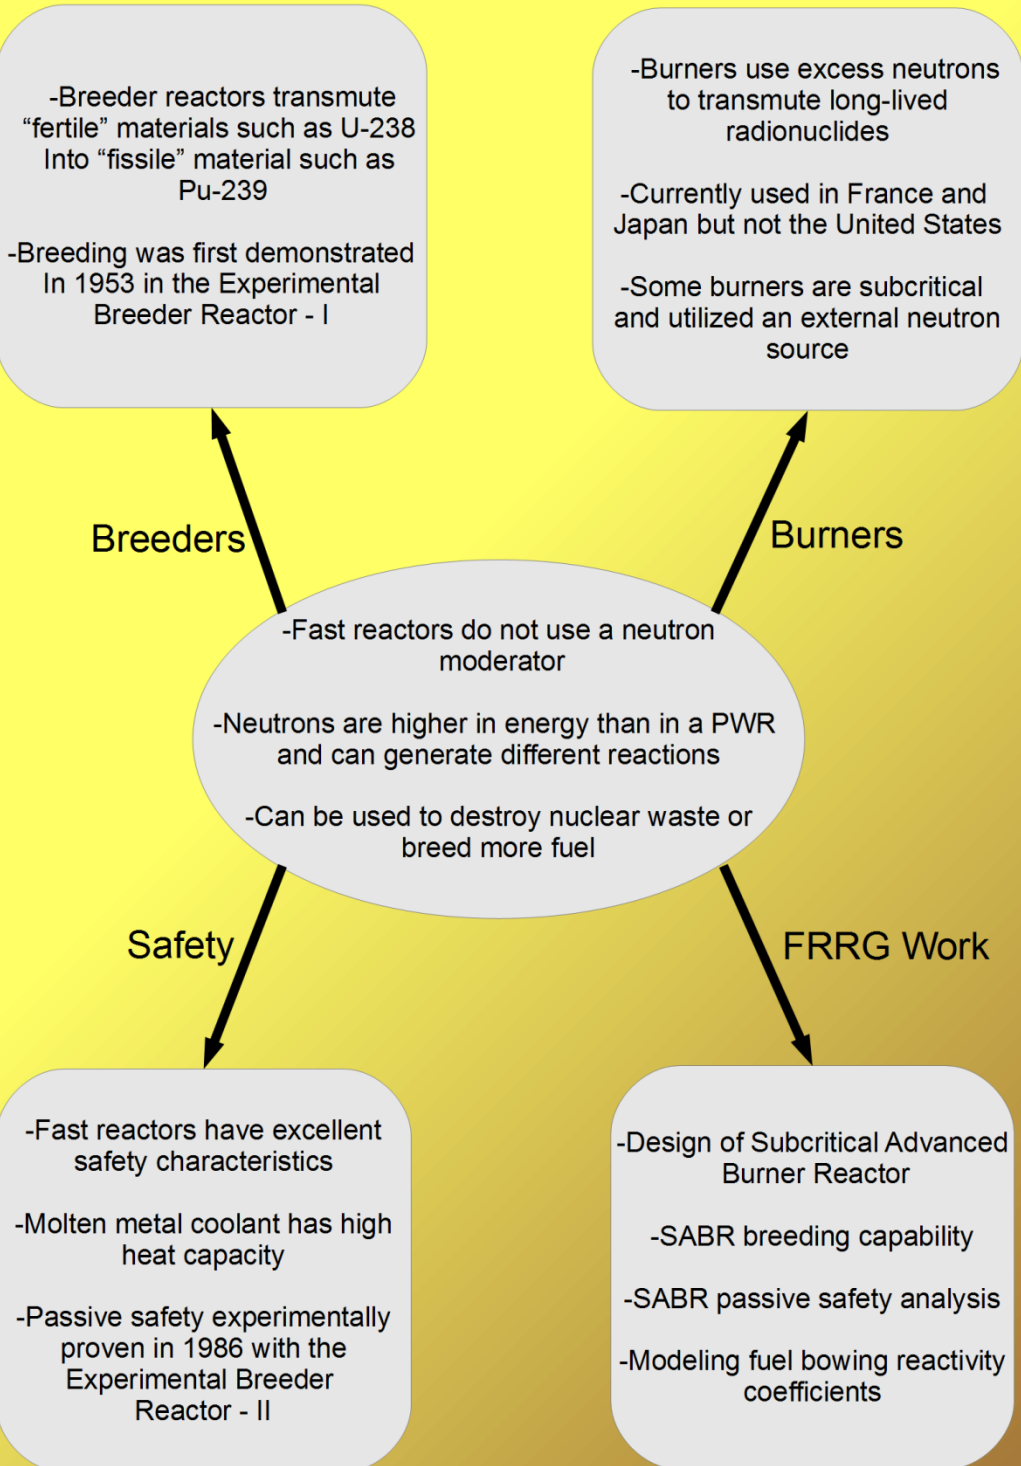 -Breeder reactors transmute
“fertile” materials such as U-238
Into “fissile” material such as
Pu-239
-Breeding was first demonstrated
In 1953 in the Experimental
Breeder Reactor - I
-Burners use excess neutrons
to transmute long-lived
radionuclides
-Currently used in France and
Japan but not the United States
-Some burners are subcritical
and utilized an external neutron
source
Breeders
Burners
-Fast reactors do not use a neutron
moderator
-Neutrons are higher in energy than in a PWR
and can generate different reactions
-Can be used to destroy nuclear waste or
breed more fuel
Safety
FRRG Work
-Fast reactors have excellent
safety characteristics
-Molten metal coolant has high
heat capacity
-Passive safety experimentally
proven in 1986 with the
Experimental Breeder
Reactor - II
-Design of Subcritical Advanced
Burner Reactor
-SABR breeding capability
-SABR passive safety analysis
-Modeling fuel bowing reactivity
coefficients